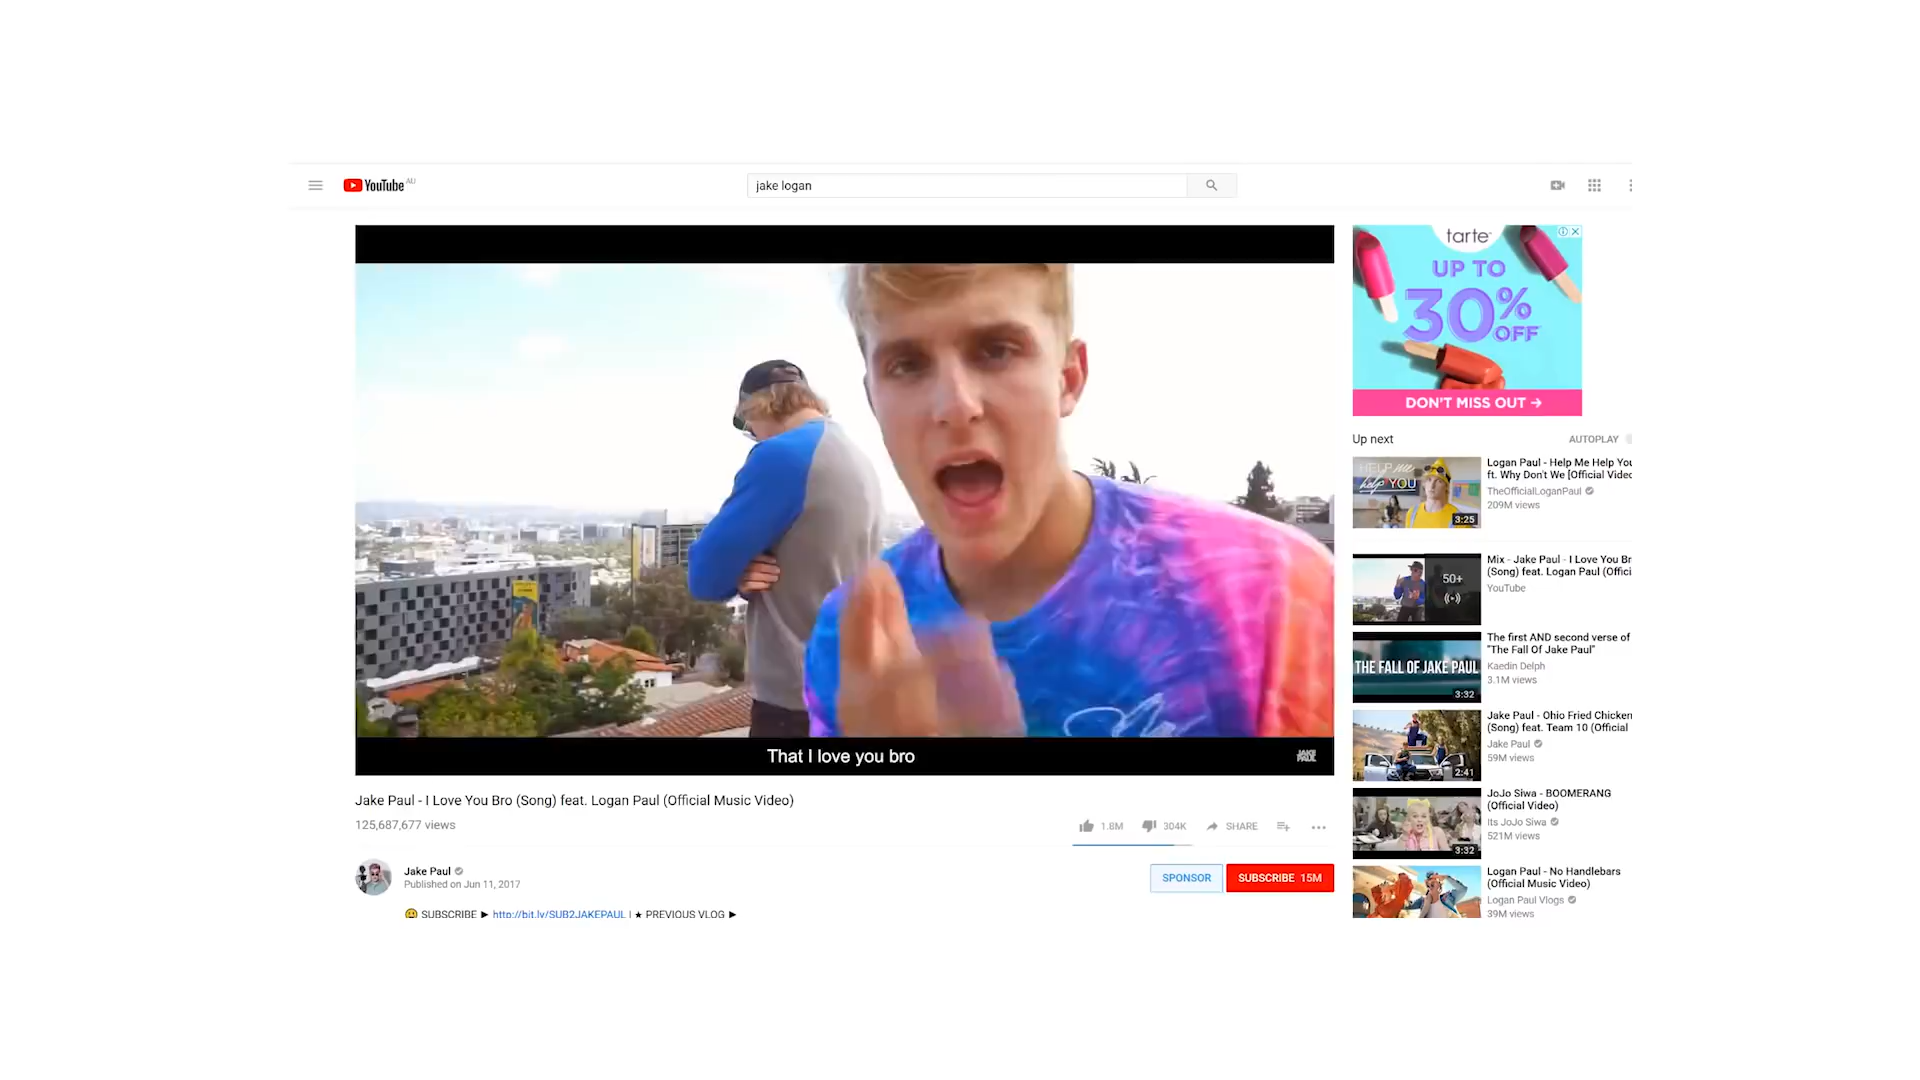 YouTube AU
jake logan
That I love you bro
JAKE
PAUL
Jake Paul - I Love You Bro (Song) feat. Logan Paul (Official Music Video)
125,687,677 views
1.8M
304K
SHARE
Jake Paul
Published on Jun 11, 2017
SPONSOR
SUBSCRIBE 15M
SUBSCRIBE ► http://bit.ly/SUB2JAKEPAUL | ★ PREVIOUS VLOG ►
tarte
UP TO
30%
OFF
DON'T MISS OUT →
Up next
AUTOPLAY
HELP me
help YOU
3:25
Logan Paul - Help Me Help You
ft. Why Don't We [Official Video
TheOfficialLoganPaul
209M views
50+
Mix - Jake Paul - I Love You Br
(Song) feat. Logan Paul (Offici
YouTube
THE FALL OF JAKE PAUL
3:32
The first AND second verse of
"The Fall Of Jake Paul"
Kaedin Delph
3.1M views
2:41
Jake Paul - Ohio Fried Chicken
(Song) feat. Team 10 (Official
Jake Paul
59M views
3:32
JoJo Siwa - BOOMERANG
(Official Video)
Its JoJo Siwa
521M views
Logan Paul - No Handlebars
(Official Music Video)
Logan Paul Vlogs
39M views